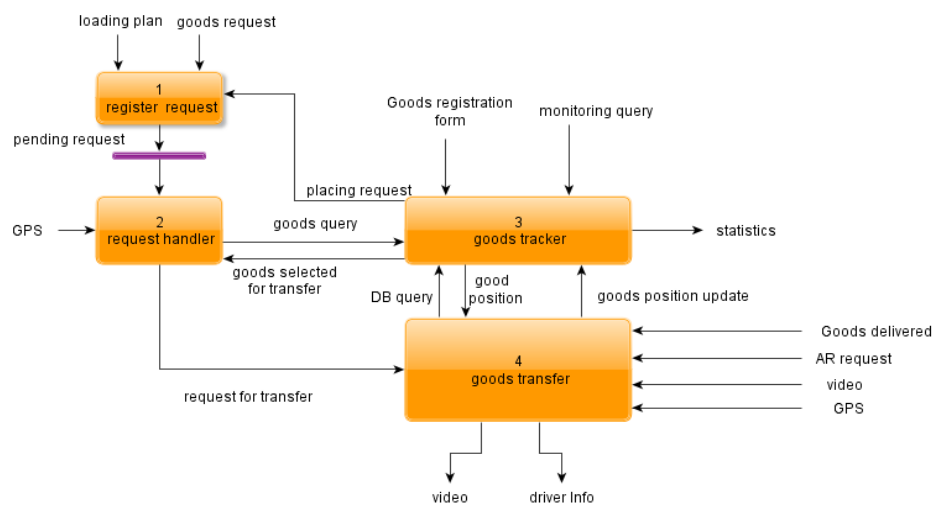 loading plan
goods request
1
register request
Goods registration
form
monitoring query
pending request
placing request
2
request handler
GPS
goods query
3
goods tracker
statistics
goods selected
for transfer
DB query
good
position
goods position update
4
goods transfer
Goods delivered
AR request
video
GPS
request for transfer
video
driver Info